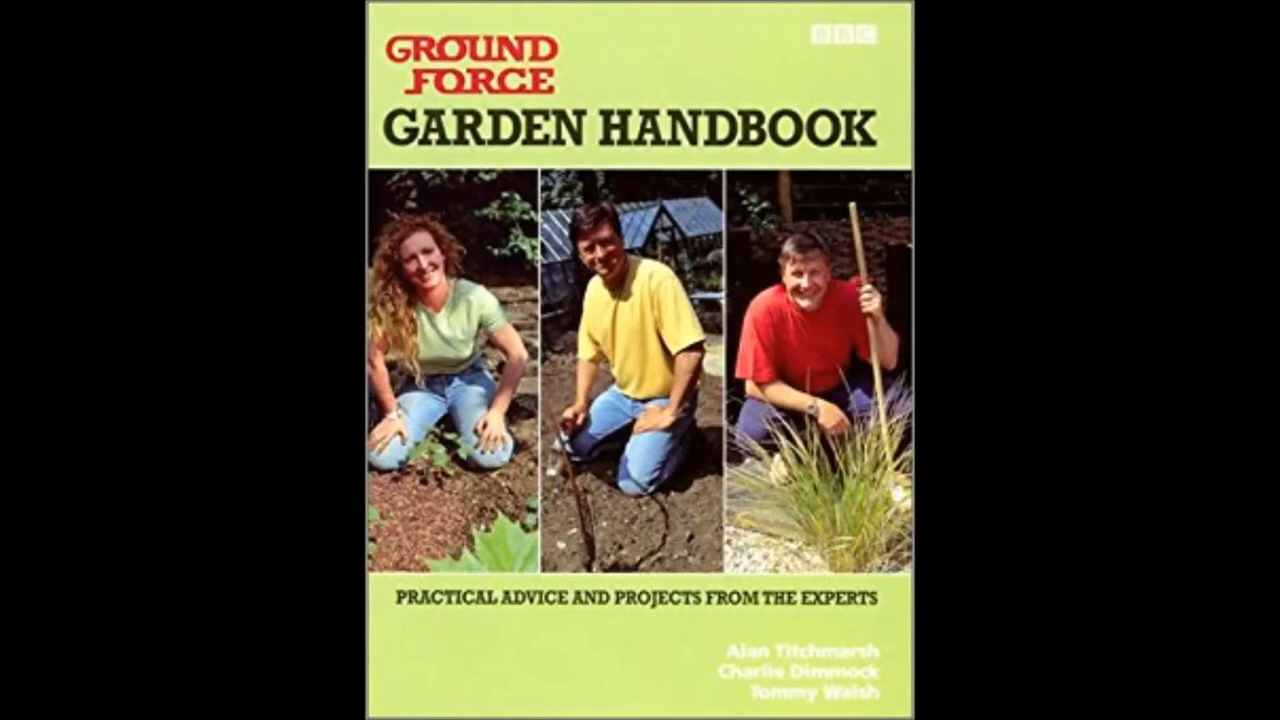 BBC
GROUND
FORCE
GARDEN HANDBOOK
PRACTICAL ADVICE AND PROJECTS FROM THE EXPERTS
Alan Titchmarsh
Charlie Dimmock
Tommy Walsh